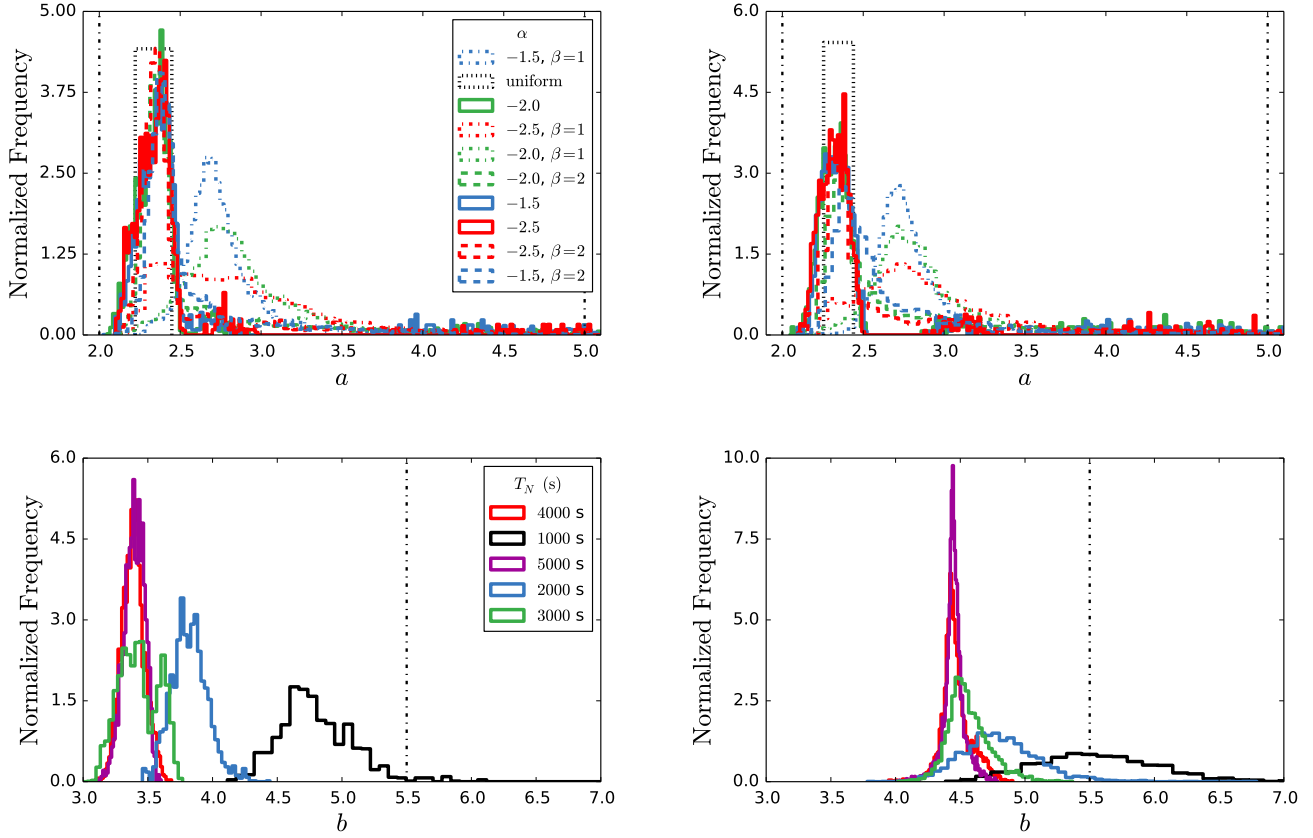 5.00
3.75
2.50
1.25
0.00
Normalized Frequency
2.0 2.5 3.0 3.5 4.0 4.5 5.0
a
α
−1.5, β=1
uniform
−2.0
−2.5, β=1
−2.0, β=1
−2.0, β=2
−1.5
−2.5
−2.5, β=2
−1.5, β=2
6.0
4.5
3.0
1.5
0.0
Normalized Frequency
2.0 2.5 3.0 3.5 4.0 4.5 5.0
a
6.0
4.5
3.0
1.5
0.0
Normalized Frequency
3.0 3.5 4.0 4.5 5.0 5.5 6.0 6.5 7.0
b
T_N (s)
4000 s
1000 s
5000 s
2000 s
3000 s
10.0
7.5
5.0
2.5
0.0
Normalized Frequency
3.0 3.5 4.0 4.5 5.0 5.5 6.0 6.5 7.0
b